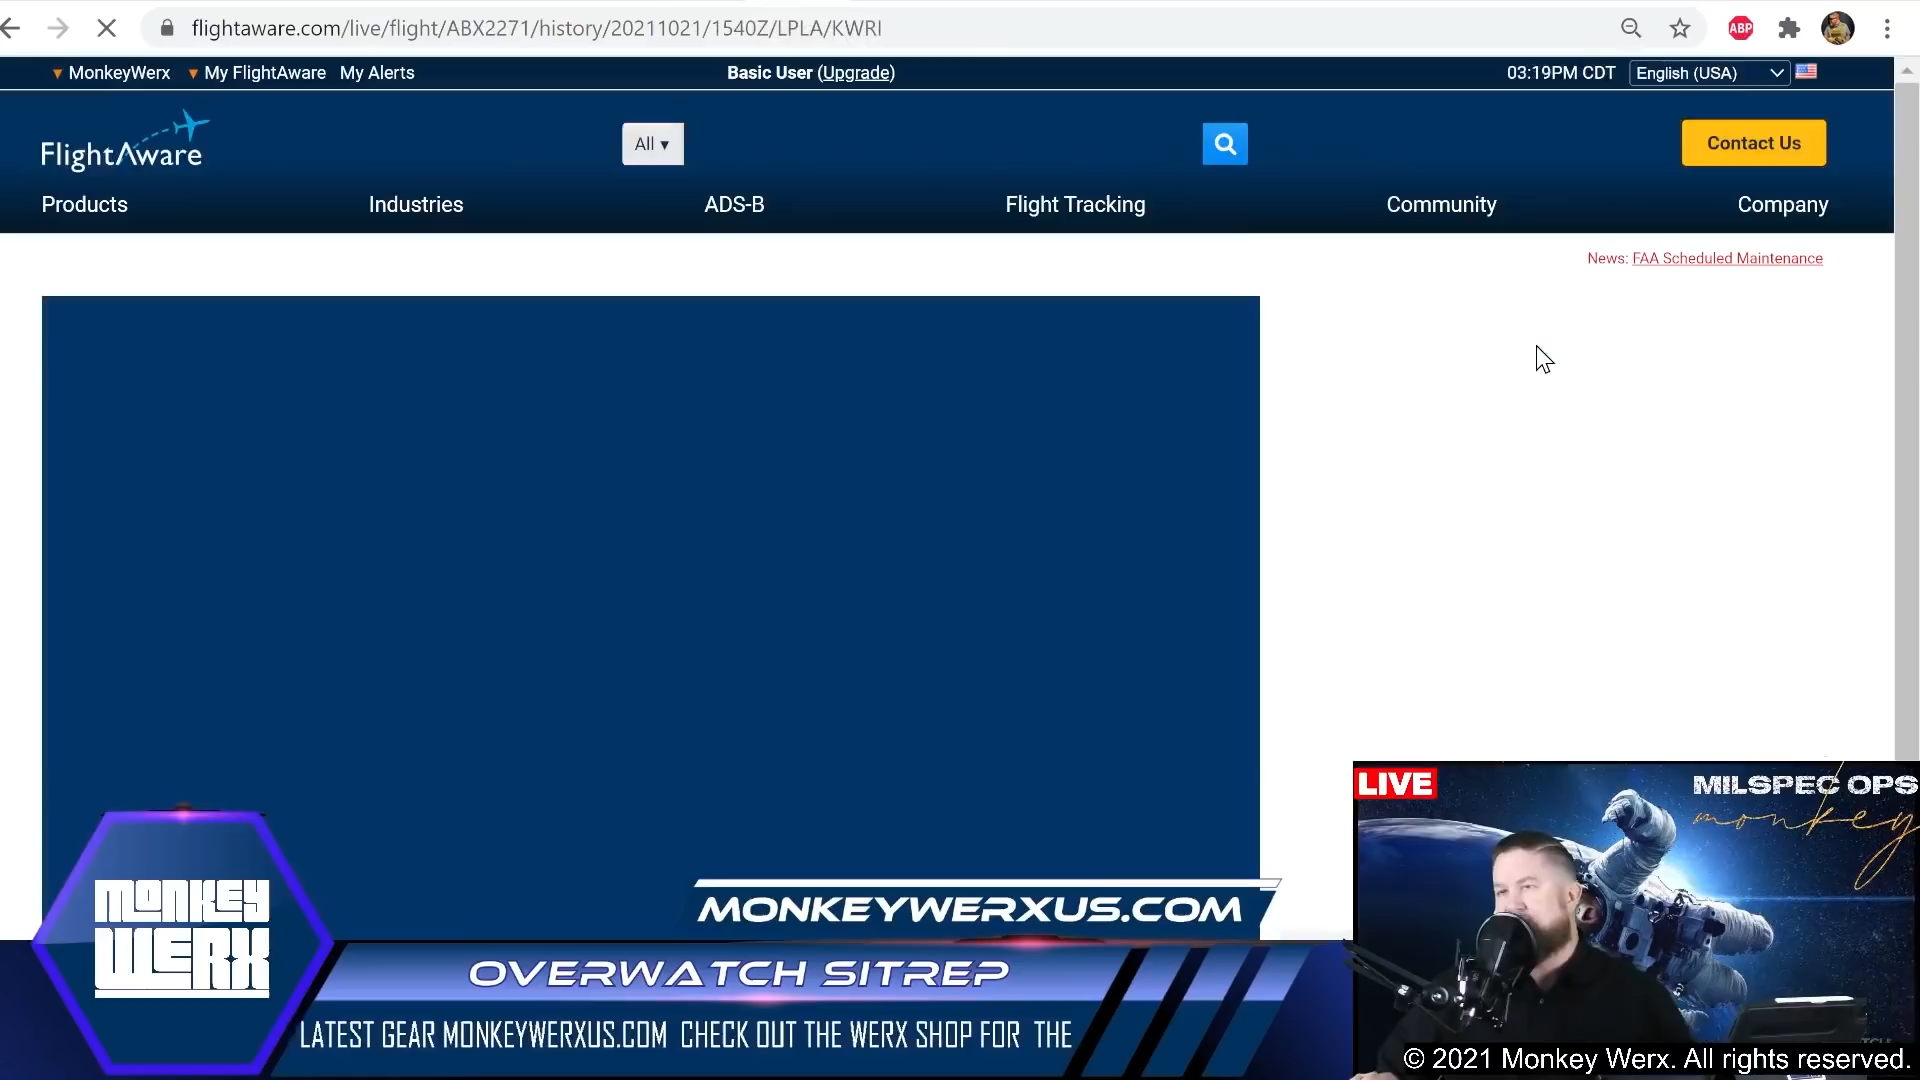 flightaware.com/live/flight/ABX2271/history/20211021/1540Z/LPLA/KWRI
ABP
MonkeyWerx My FlightAware My Alerts
Basic User (Upgrade)
03:19PM CDT
English (USA)
FlightAware
All
Contact Us
Products
Industries
ADS-B
Flight Tracking
Community
Company
News: FAA Scheduled Maintenance
LIVE
MILSPEC OPS
monkey
MONKEY
WERX
MONKEYWERXUS.COM
OVERWATCH SITREP
LATEST GEAR MONKEYWERXUS.COM CHECK OUT THE WERX SHOP FOR THE
© 2021 Monkey Werx. All rights reserved.